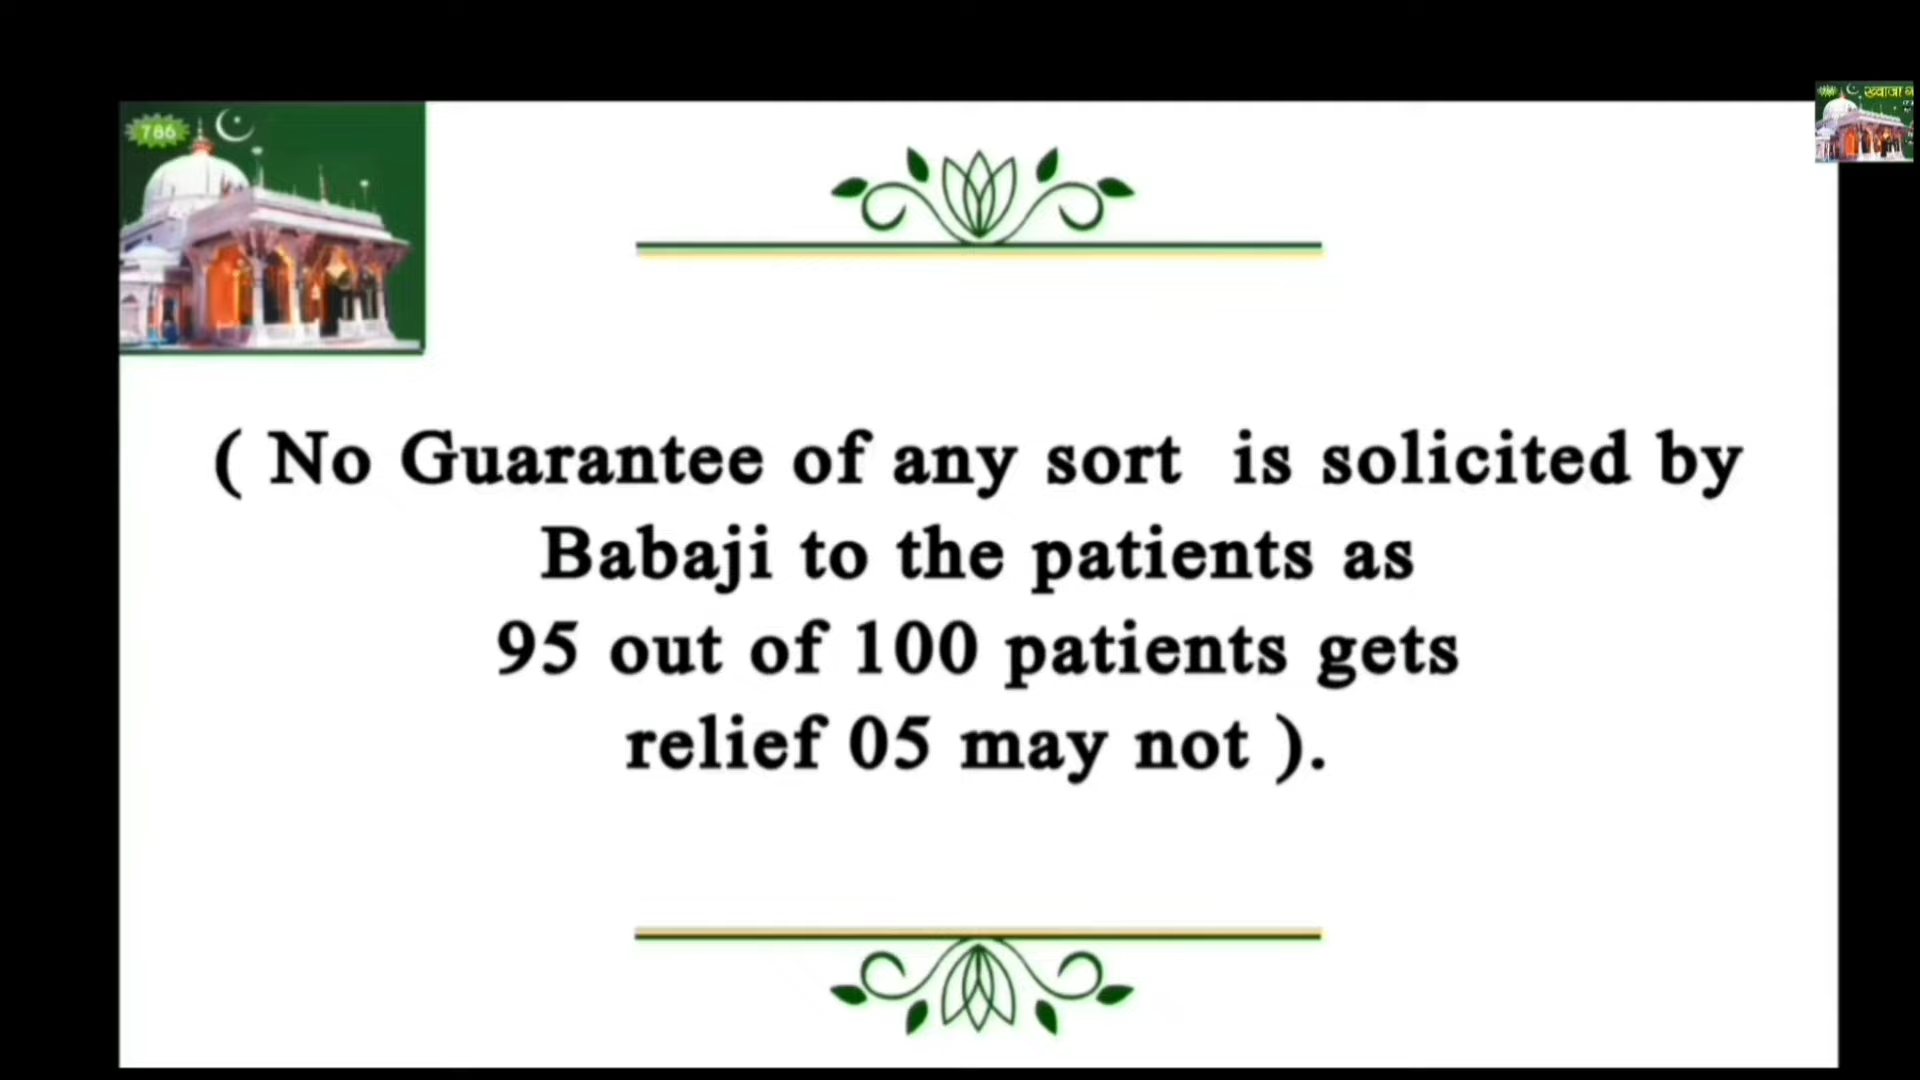 786
ख्वाजा ग
( No Guarantee of any sort is solicited by
Babaji to the patients as
95 out of 100 patients gets
relief 05 may not ).